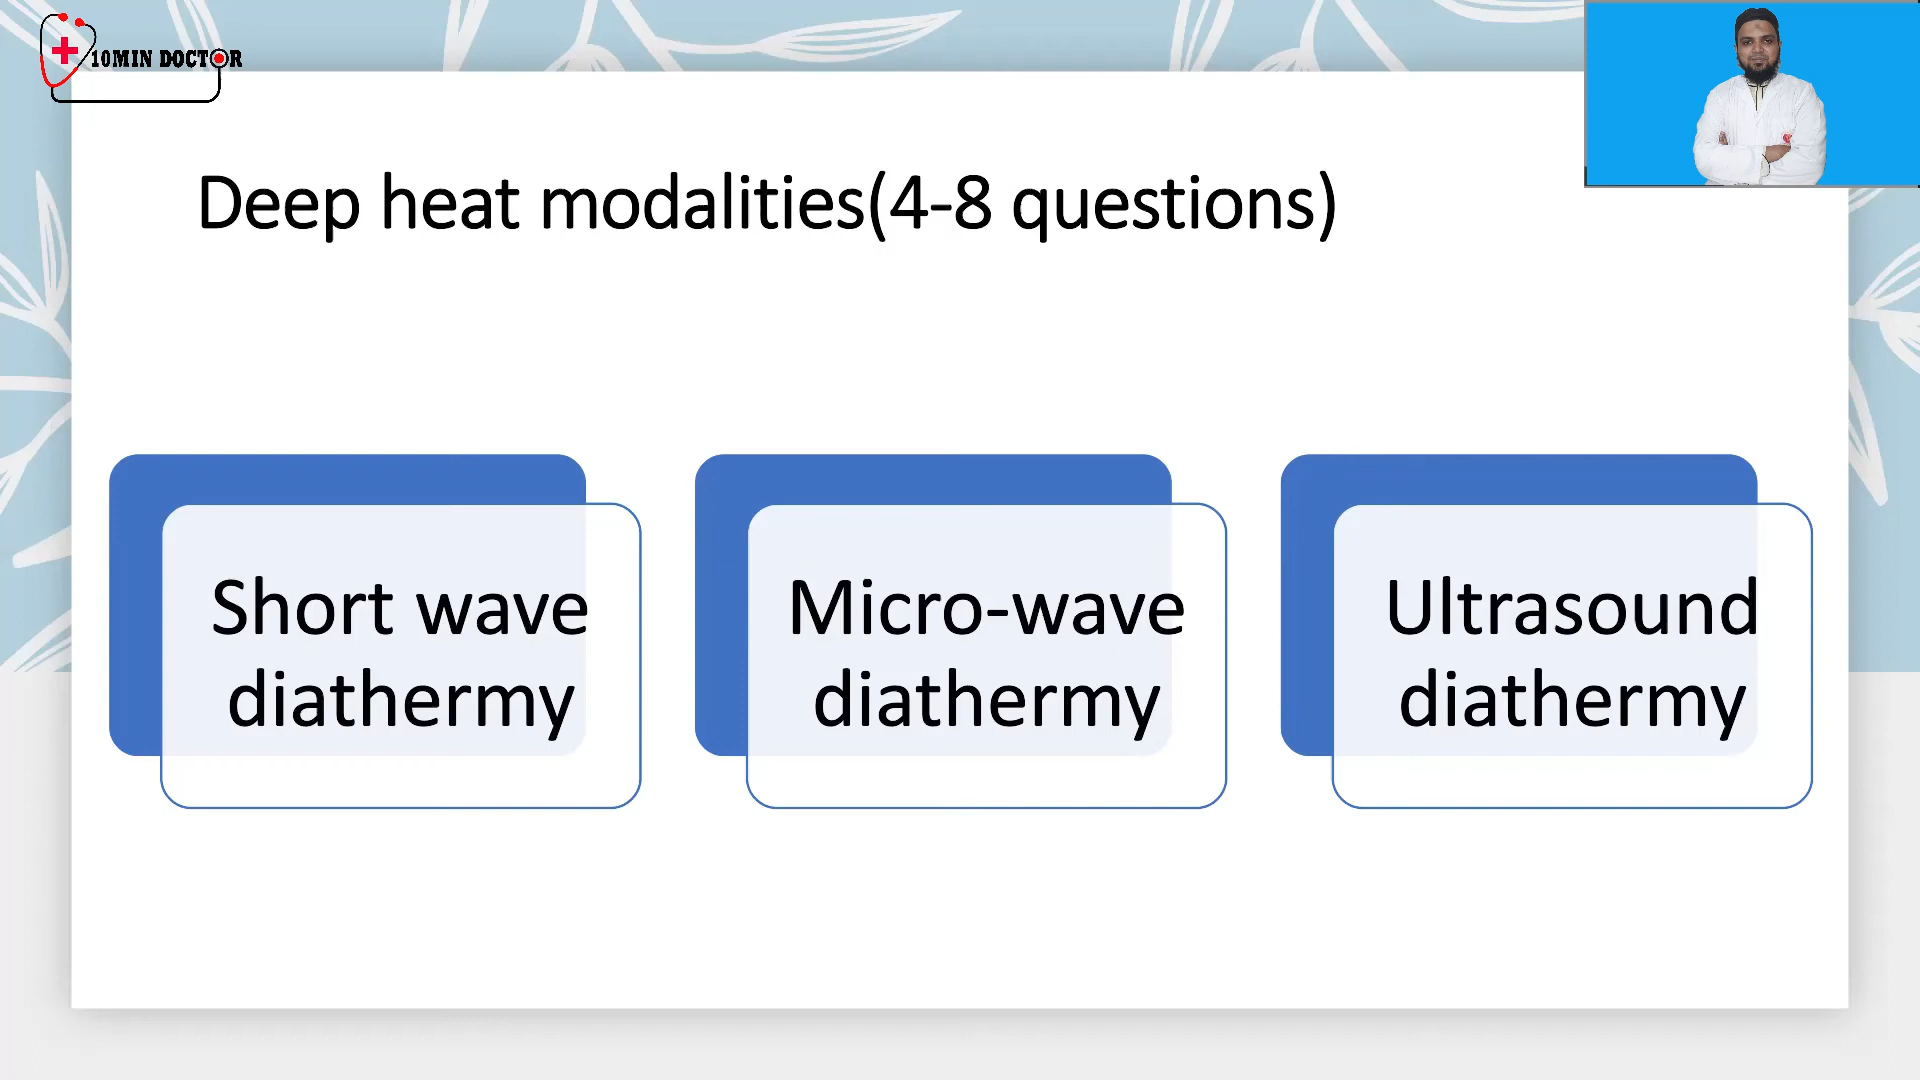 10MIN DOCTOR
Deep heat modalities(4-8 questions)
Short wave
diathermy
Micro-wave
diathermy
Ultrasound
diathermy